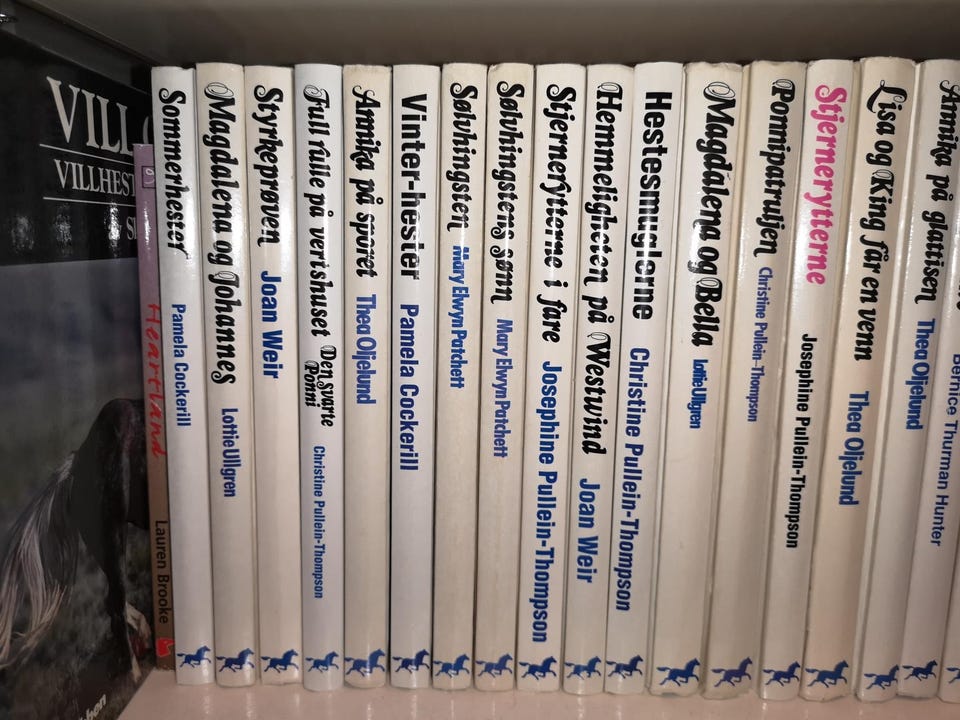 VILL
VILLHEST
Heartland Lauren Brooke
Sommerhester Pamela Cockerill
Magdalena og Johannes Lottie Ullgren
Styrkeprøven Joan Weir
Full rulle på vertshuset Den svarte Ponni Christine Pullein-Thompson
Annika på sporet Thea Oljelund
Vinter-hester Pamela Cockerill
Sølvhingsten Mary Elwyn Patchett
Sølvhingstens sønn Mary Elwyn Patchett
Stjernerytterne i fare Josephine Pullein-Thompson
Hemmeligheten på Westwind Joan Weir
Hestesmuglerne Christine Pullein-Thompson
Magdalena og Bella Lottie Ullgren
Ponnipatruljen Christine Pullein-Thompson
Stjernerytterne Josephine Pullein-Thompson
Lisa og King får en venn Thea Oljelund
Annika på glattisen Thea Oljelund
Bernice Thurman Hunter